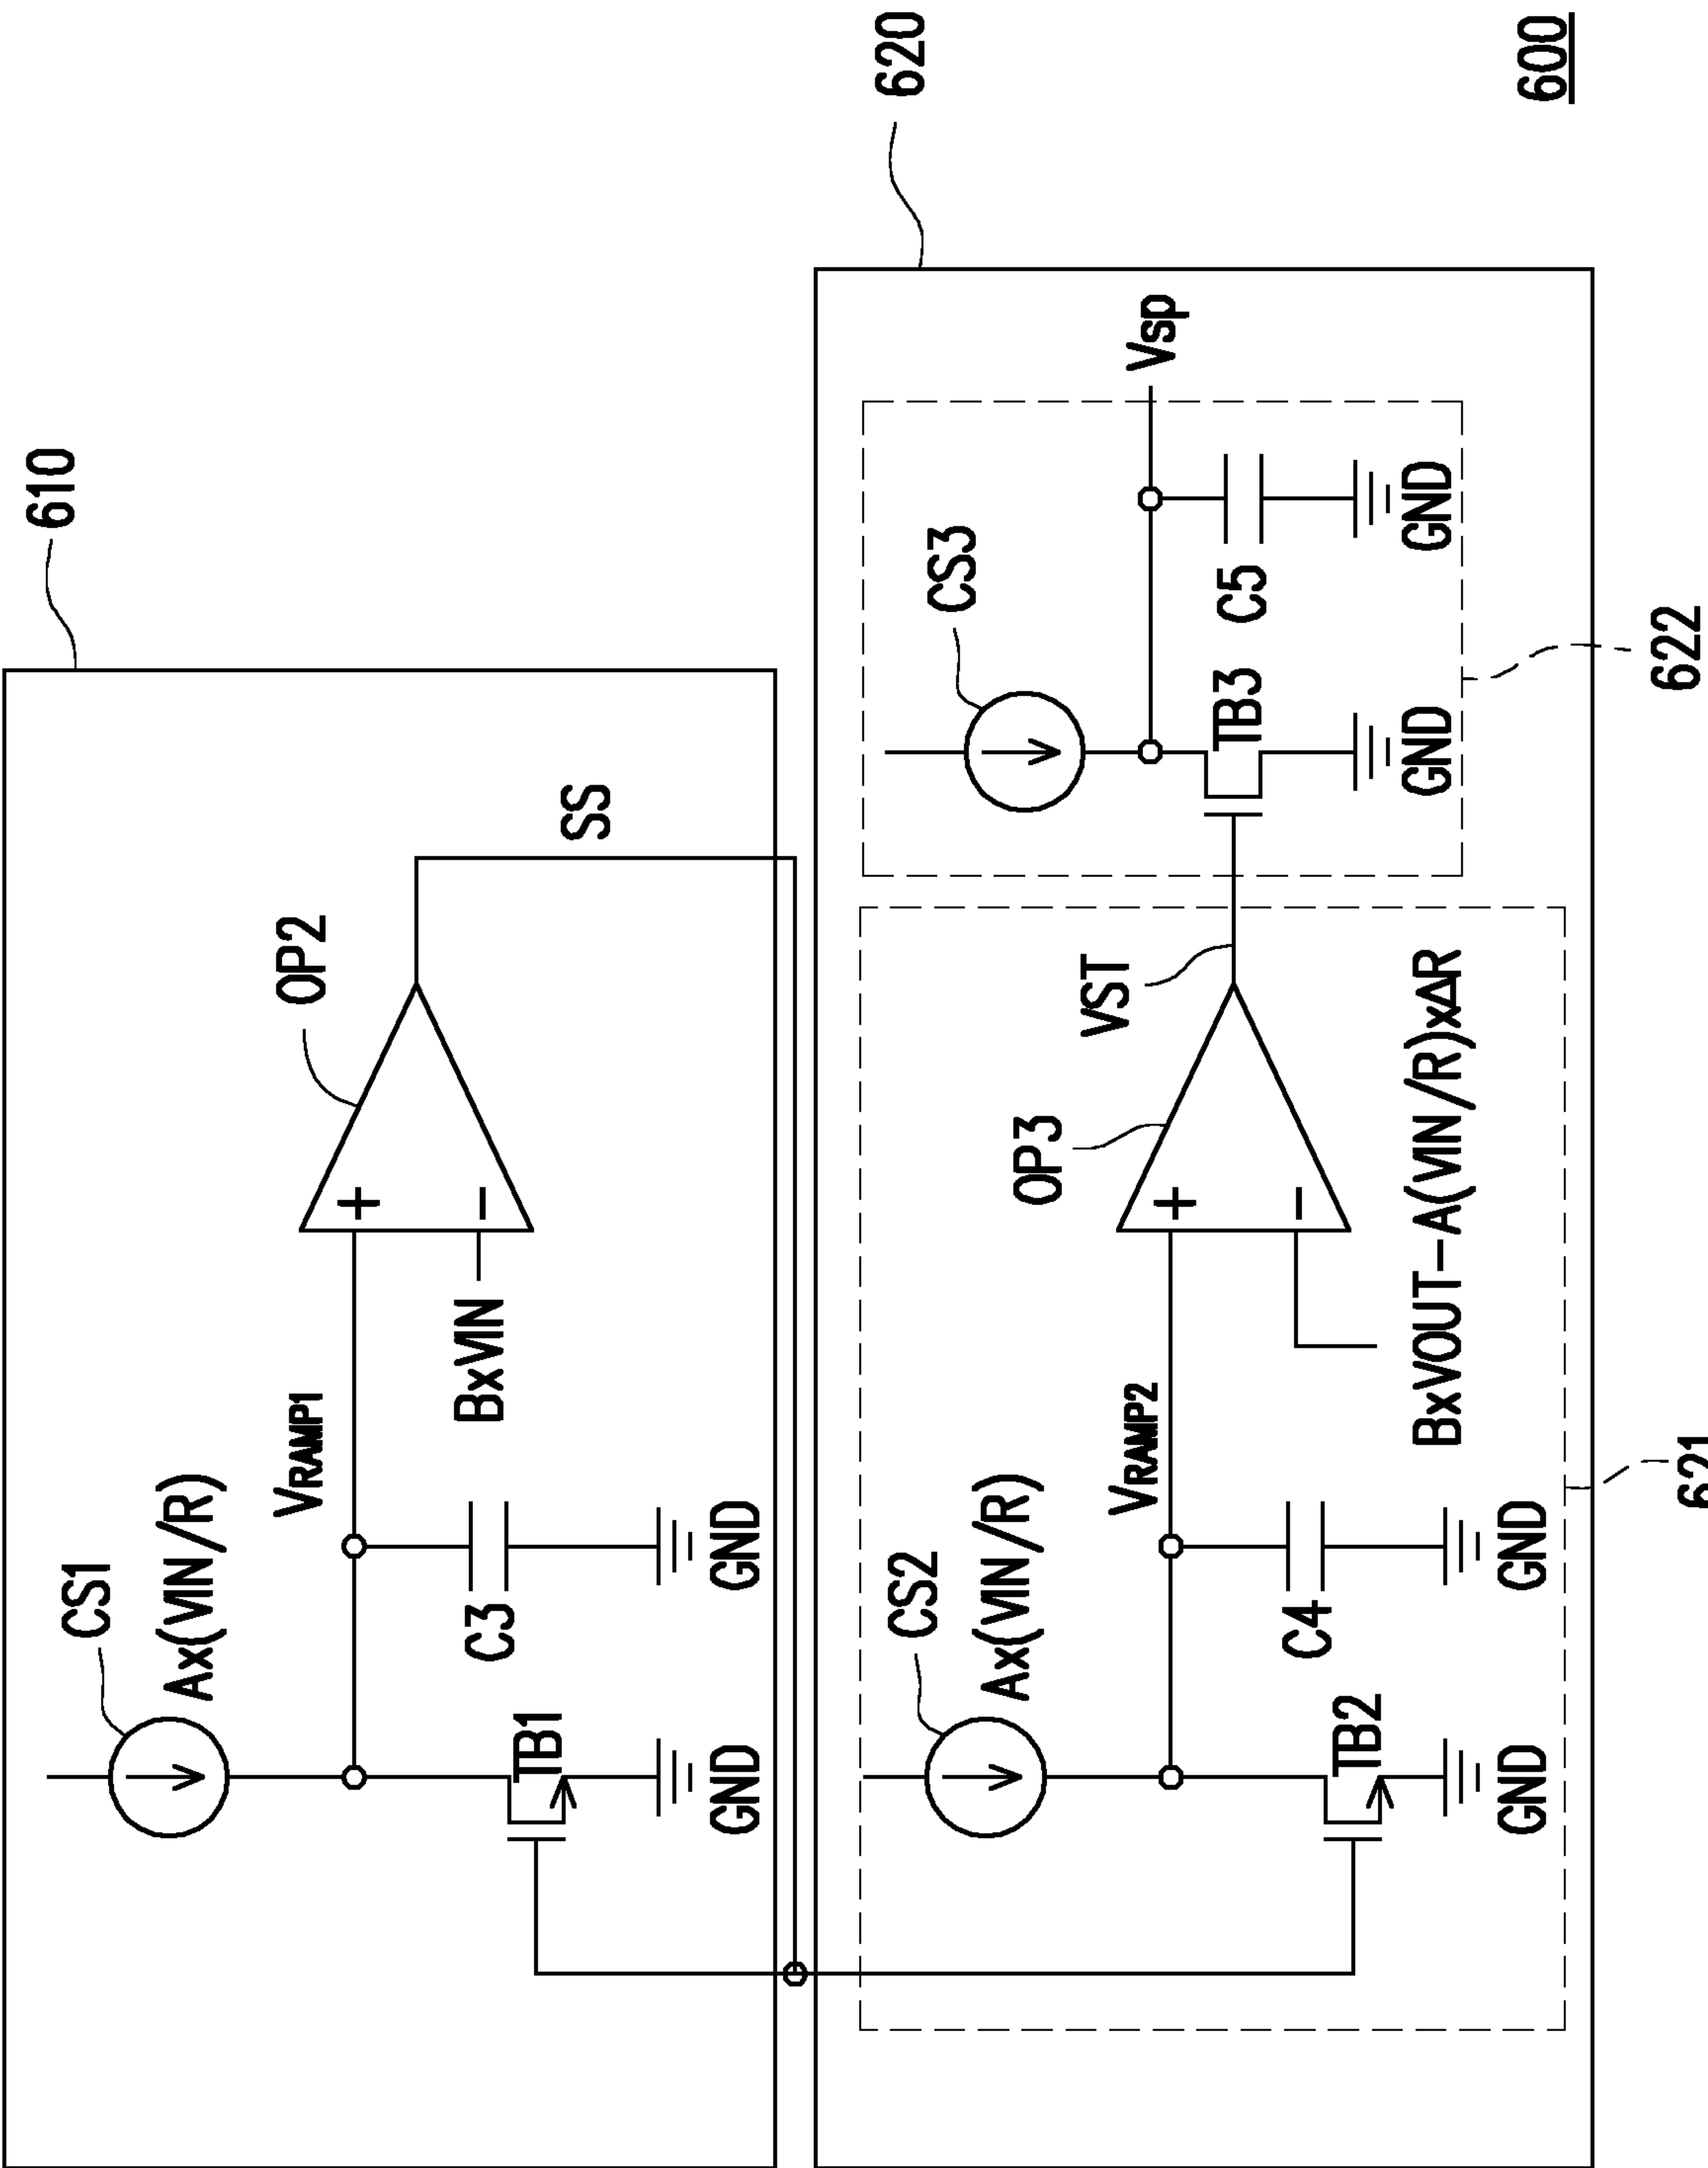 610
CS1
Ax(VIN/R)
VRAMP1
OP2
BxVIN
SS
TB1
C3
GND
GND
620
CS2
Ax(VIN/R)
VRAMP2
OP3
VST
CS3
Vsp
TB2
C4
TB3
C5
GND
GND
BxVOUT-A(VIN/R)xΔR
GND
GND
621
622
600